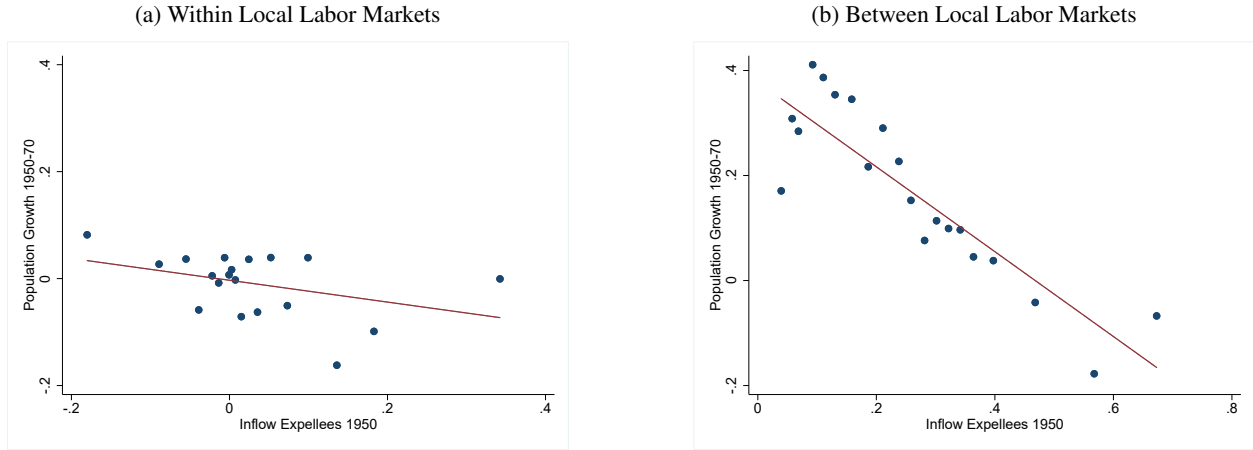 (a) Within Local Labor Markets
(b) Between Local Labor Markets
Population Growth 1950-70
.4
.2
0
-.2
-.2
0
.2
.4
Inflow Expellees 1950
Population Growth 1950-70
.4
.2
0
-.2
0
.2
.4
.6
.8
Inflow Expellees 1950